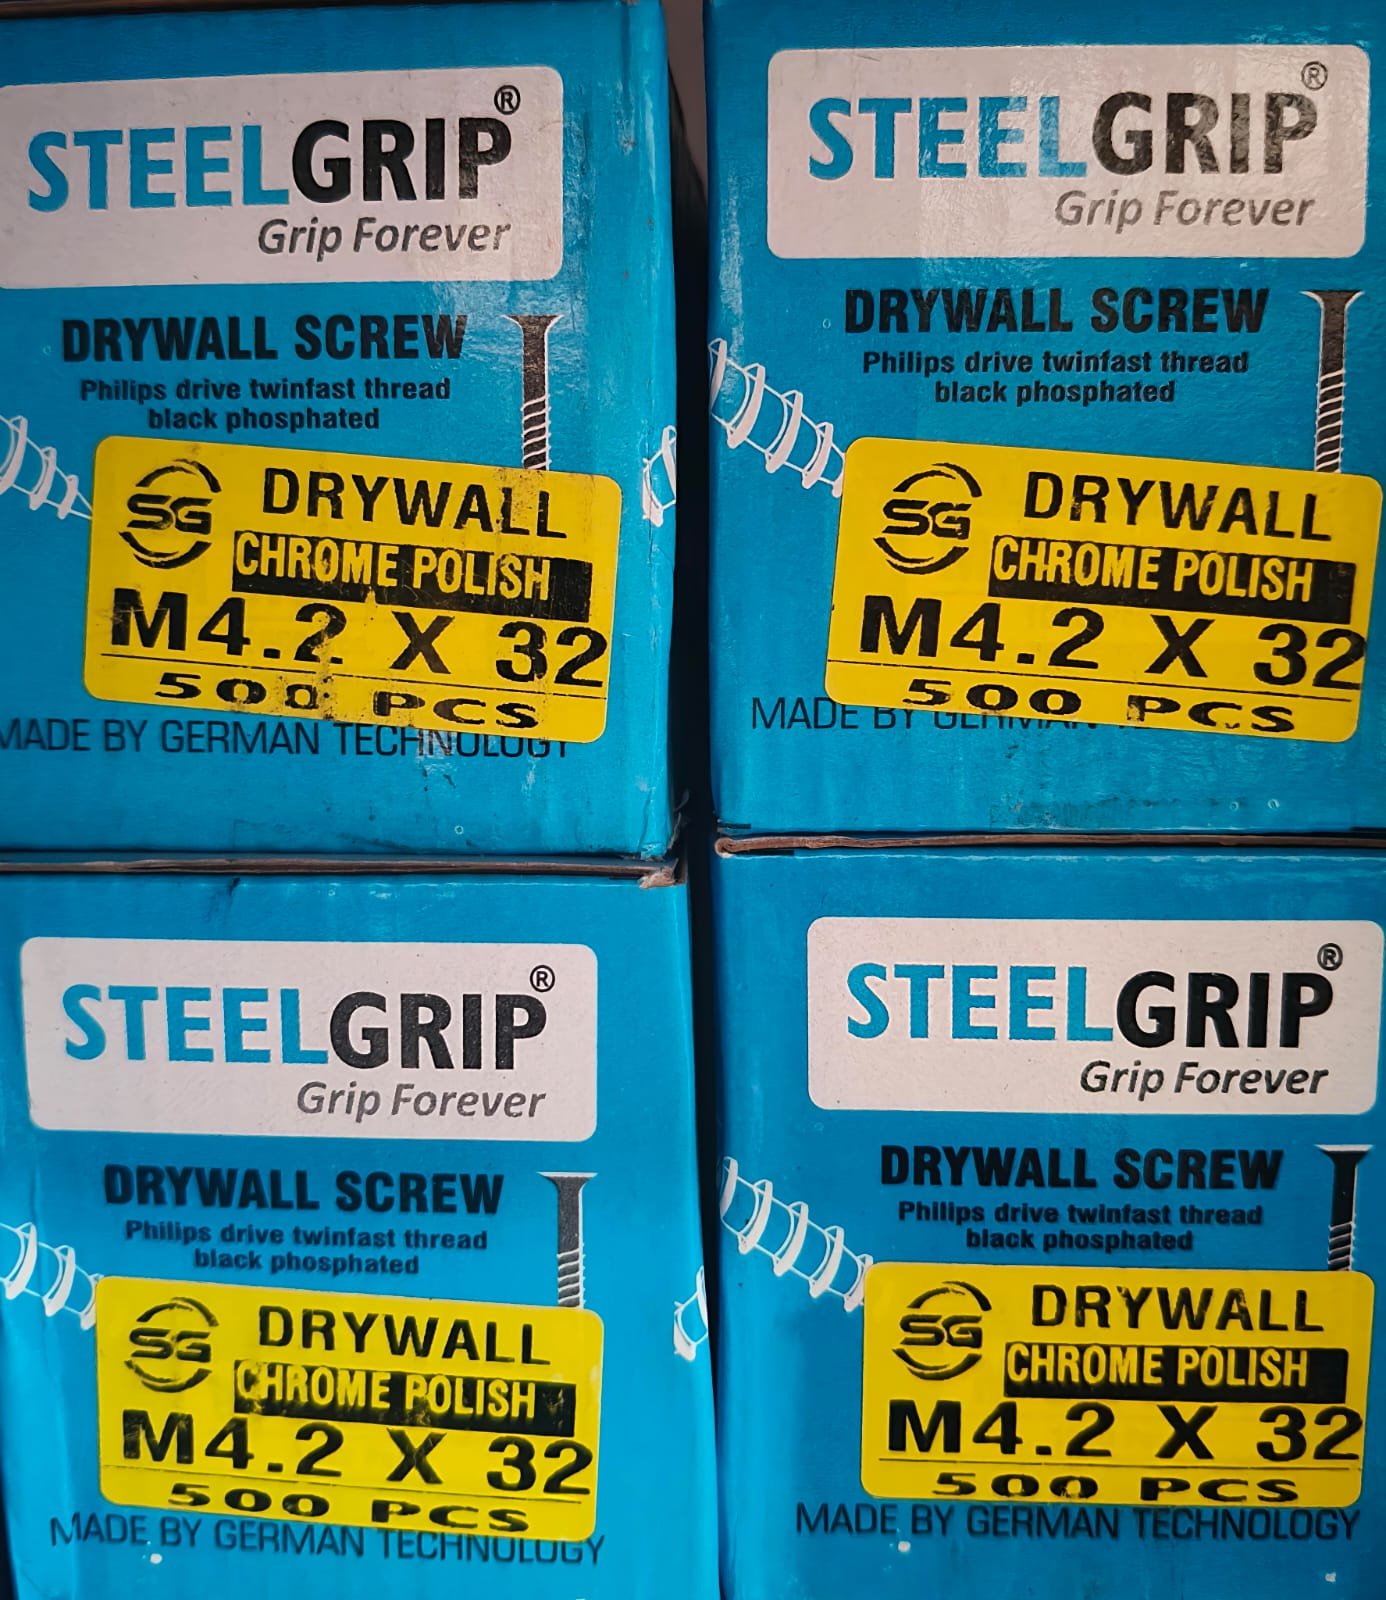 STEELGRIP®
Grip Forever
DRYWALL SCREW
Philips drive twinfast thread
black phosphated
SG
DRYWALL
CHROME POLISH
M4.2 X 32
500 PCS
MADE BY GERMAN TECHNOLOGY
STEELGRIP®
Grip Forever
DRYWALL SCREW
Philips drive twinfast thread
black phosphated
SG
DRYWALL
CHROME POLISH
M4.2 X 32
500 PCS
MADE BY GERMAN
STEELGRIP®
Grip Forever
DRYWALL SCREW
Philips drive twinfast thread
black phosphated
SG
DRYWALL
CHROME POLISH
M4.2 X 32
500 PCS
MADE BY GERMAN TECHNOLOGY
STEELGRIP®
Grip Forever
DRYWALL SCREW
Philips drive twinfast thread
black phosphated
SG
DRYWALL
CHROME POLISH
M4.2 X 32
500 PCS
MADE BY GERMAN TECHNOLOGY